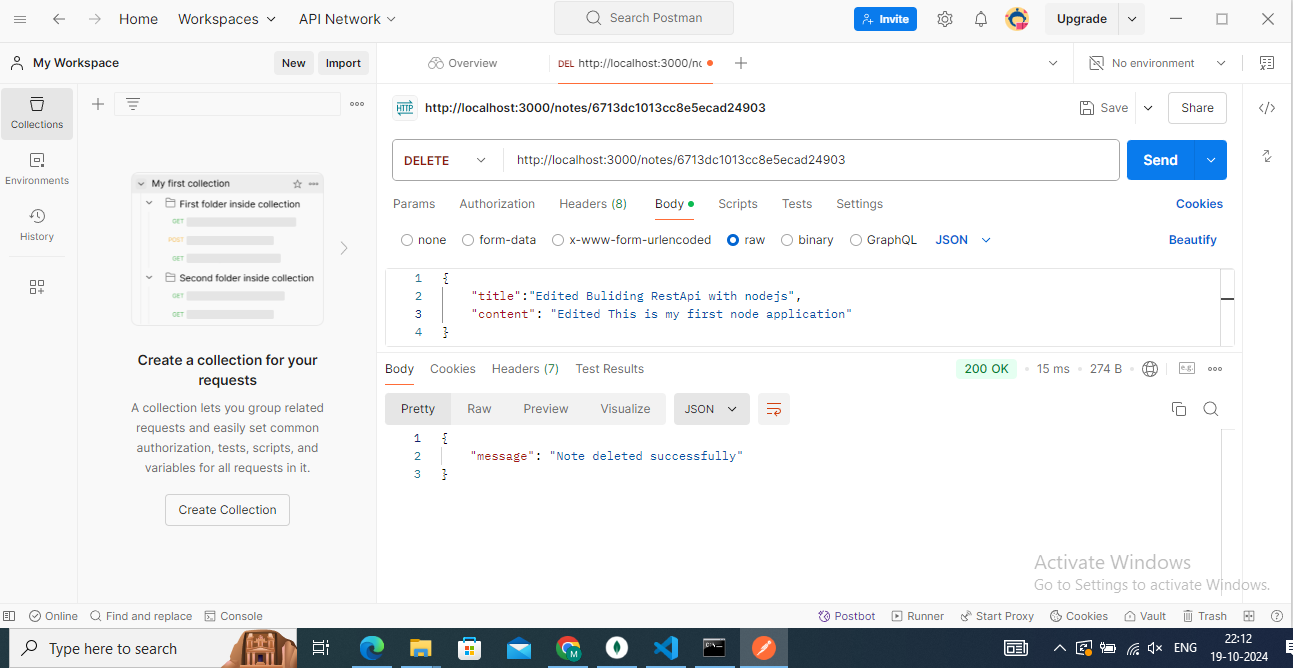 Home Workspaces API Network Search Postman Invite Upgrade
My Workspace New Import Overview DEL http://localhost:3000/no No environment
Collections
Environments
History
My first collection
First folder inside collection
GET
POST
GET
Second folder inside collection
GET
GET
Create a collection for your
requests
A collection lets you group related
requests and easily set common
authorization, tests, scripts, and
variables for all requests in it.
Create Collection
HTTP http://localhost:3000/notes/6713dc1013cc8e5ecad24903 Save Share
DELETE http://localhost:3000/notes/6713dc1013cc8e5ecad24903 Send
Params Authorization Headers (8) Body Scripts Tests Settings Cookies
none form-data x-www-form-urlencoded raw binary GraphQL JSON Beautify
1 {
2 "title":"Edited Buliding RestApi with nodejs",
3 "content": "Edited This is my first node application"
4 }
Body Cookies Headers (7) Test Results 200 OK 15 ms 274 B e.g.
Pretty Raw Preview Visualize JSON
1 {
2 "message": "Note deleted successfully"
3 }
Activate Windows
Go to Settings to activate Windows.
Online Find and replace Console Postbot Runner Start Proxy Cookies Vault Trash
Type here to search M ENG 22:12
19-10-2024